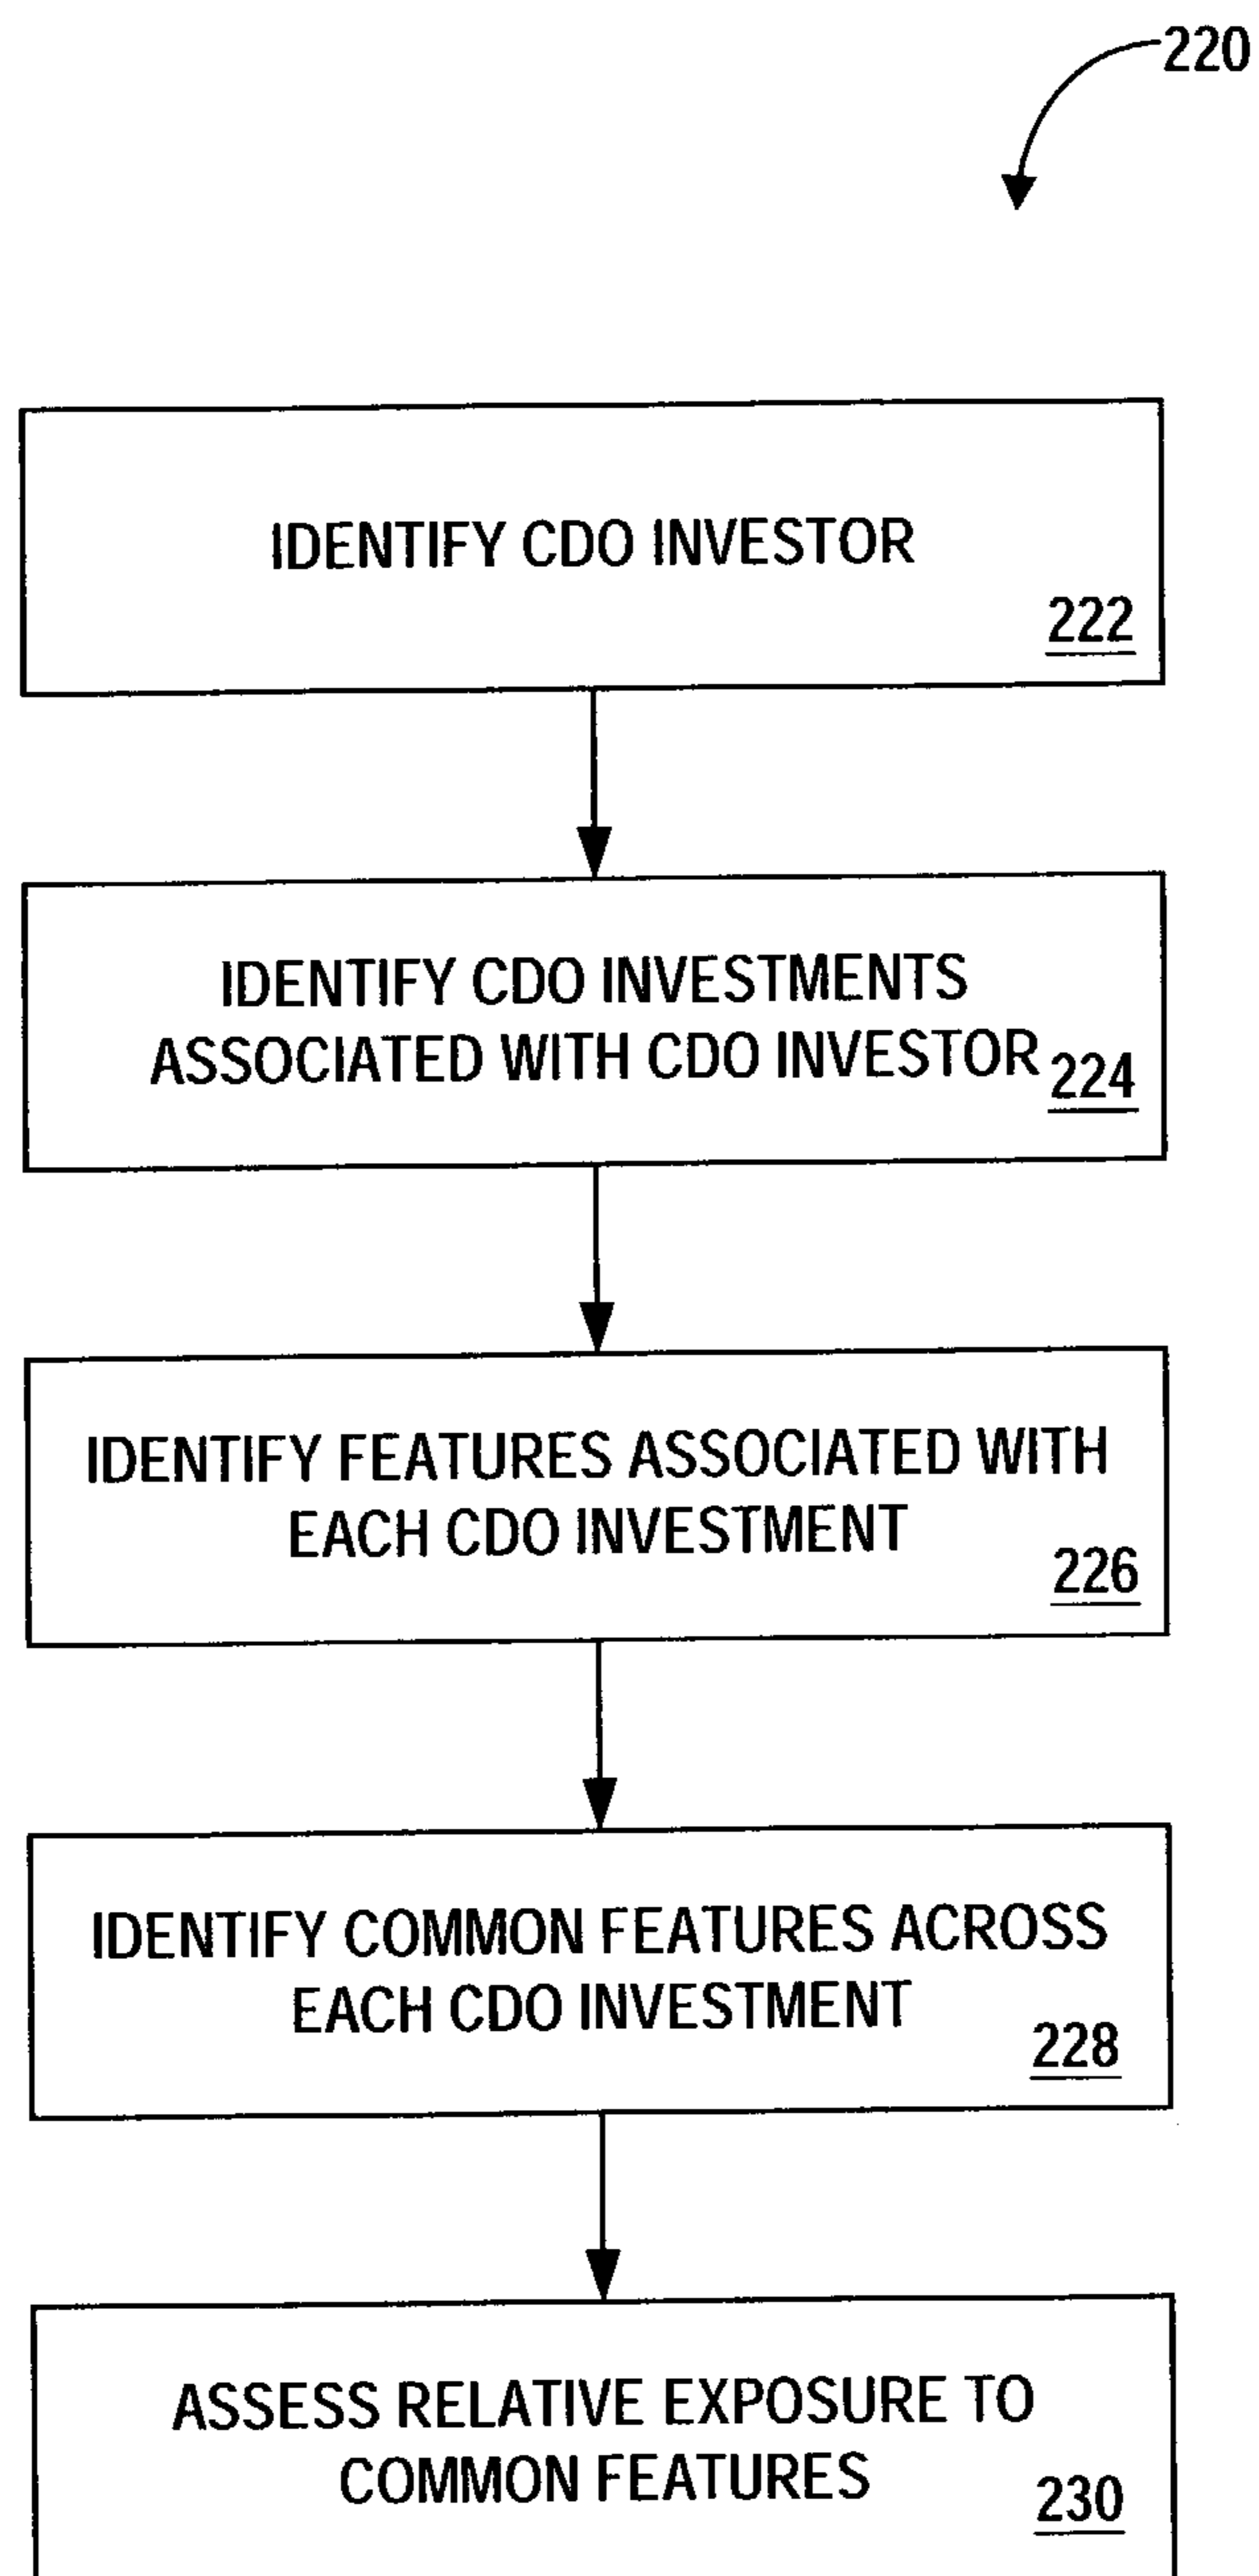 220
IDENTIFY CDO INVESTOR
222
IDENTIFY CDO INVESTMENTS
ASSOCIATED WITH CDO INVESTOR
224
IDENTIFY FEATURES ASSOCIATED WITH
EACH CDO INVESTMENT
226
IDENTIFY COMMON FEATURES ACROSS
EACH CDO INVESTMENT
228
ASSESS RELATIVE EXPOSURE TO
COMMON FEATURES
230